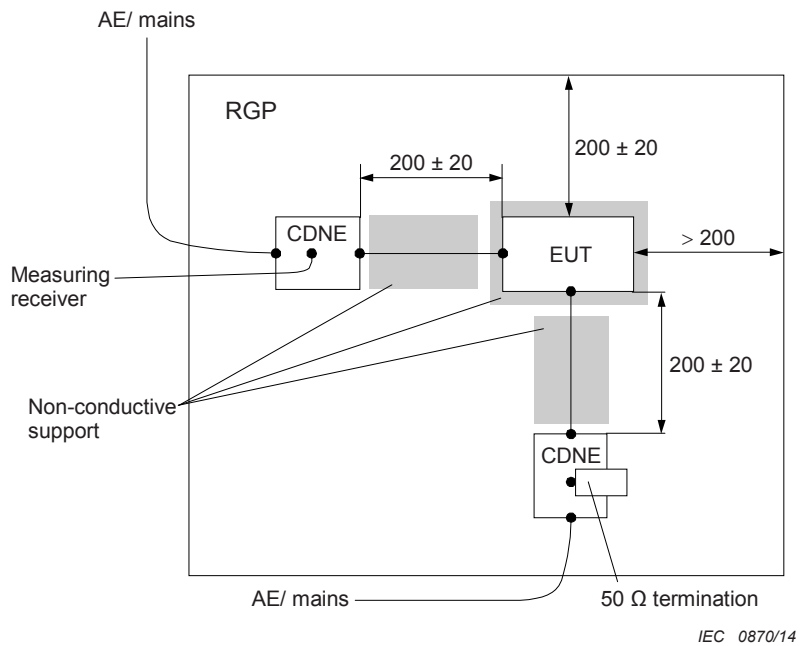 AE/ mains
RGP
200 ± 20
200 ± 20
CDNE
EUT
> 200
Measuring
receiver
200 ± 20
Non-conductive
support
CDNE
AE/ mains
50 Ω termination
IEC 0870/14